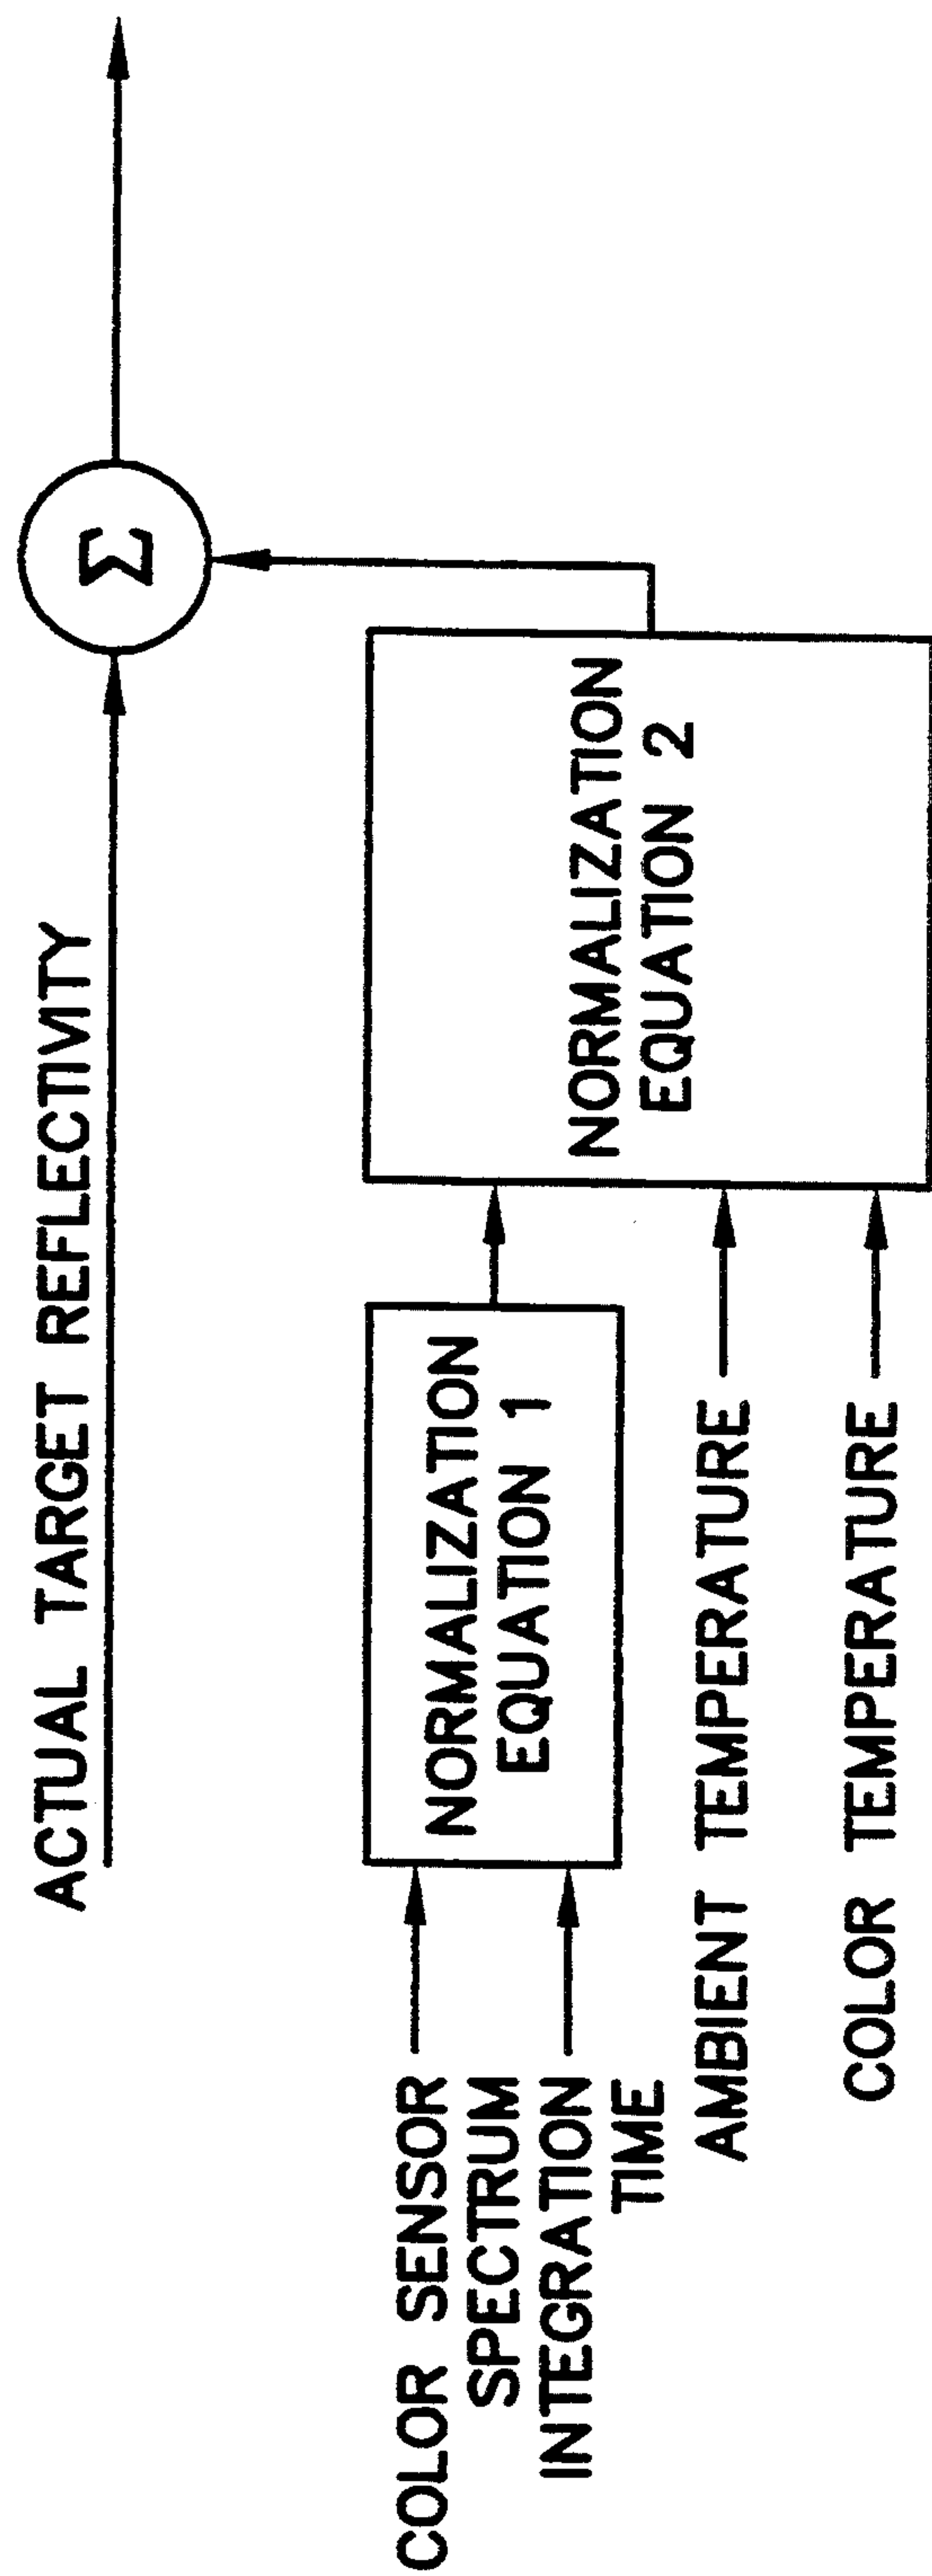 ACTUAL TARGET REFLECTIVITY
Σ
COLOR SENSOR
SPECTRUM
INTEGRATION
TIME
NORMALIZATION
EQUATION 1
AMBIENT TEMPERATURE
COLOR TEMPERATURE
NORMALIZATION
EQUATION 2